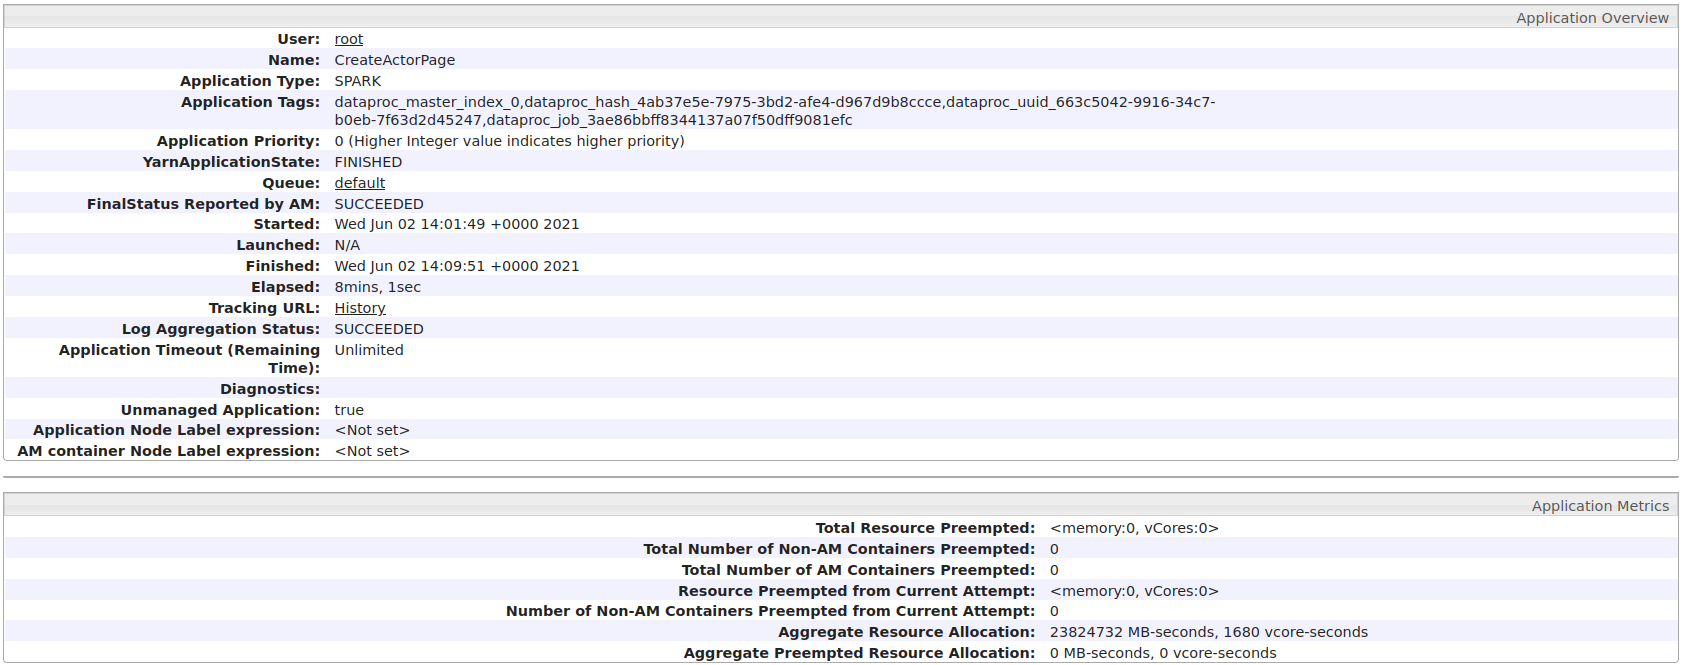 Application Overview
User: root
Name: CreateActorPage
Application Type: SPARK
Application Tags: dataproc_master_index_0,dataproc_hash_4ab37e5e-7975-3bd2-afe4-d967d9b8ccce,dataproc_uuid_663c5042-9916-34c7-
b0eb-7f63d2d45247,dataproc_job_3ae86bbff8344137a07f50dff9081efc
Application Priority: 0 (Higher Integer value indicates higher priority)
YarnApplicationState: FINISHED
Queue: default
FinalStatus Reported by AM: SUCCEEDED
Started: Wed Jun 02 14:01:49 +0000 2021
Launched: N/A
Finished: Wed Jun 02 14:09:51 +0000 2021
Elapsed: 8mins, 1sec
Tracking URL: History
Log Aggregation Status: SUCCEEDED
Application Timeout (Remaining Unlimited
Time):
Diagnostics:
Unmanaged Application: true
Application Node Label expression: <Not set>
AM container Node Label expression: <Not set>
Application Metrics
Total Resource Preempted: <memory:0, vCores:0>
Total Number of Non-AM Containers Preempted: 0
Total Number of AM Containers Preempted: 0
Resource Preempted from Current Attempt: <memory:0, vCores:0>
Number of Non-AM Containers Preempted from Current Attempt: 0
Aggregate Resource Allocation: 23824732 MB-seconds, 1680 vcore-seconds
Aggregate Preempted Resource Allocation: 0 MB-seconds, 0 vcore-seconds